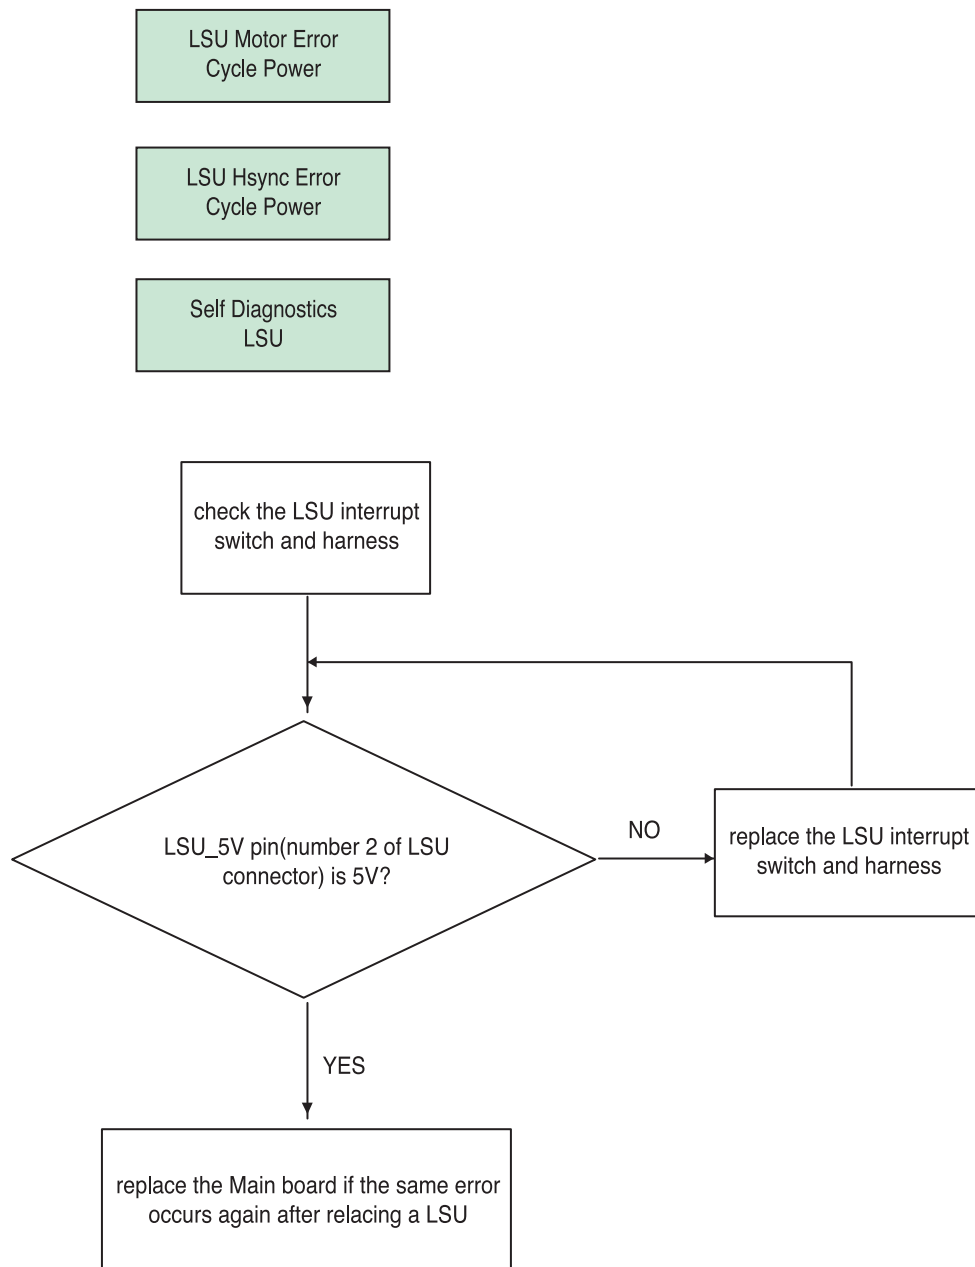 LSU Motor Error
Cycle Power
LSU Hsync Error
Cycle Power
Self Diagnostics
LSU
check the LSU interrupt
switch and harness
LSU_5V pin(number 2 of LSU
connector) is 5V?
NO
replace the LSU interrupt
switch and harness
YES
replace the Main board if the same error
occurs again after relacing a LSU